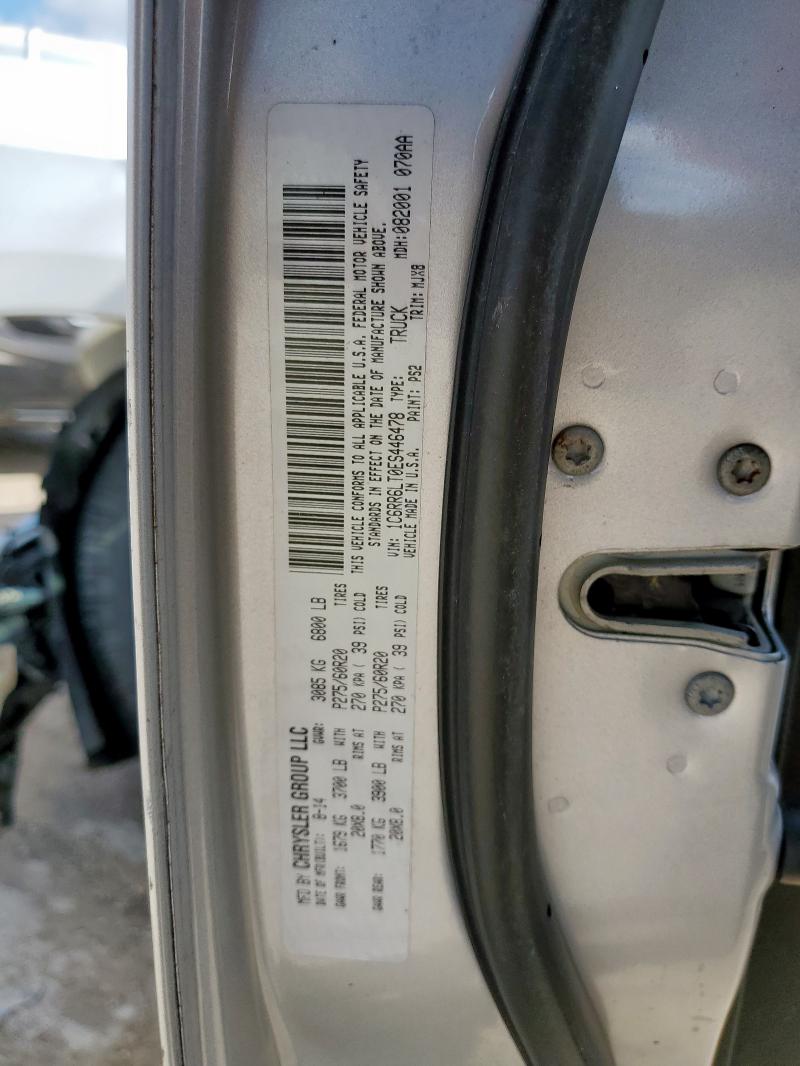 MFD BY CHRYSLER GROUP LLC
DATE OF MFR(BUILT): 8-14 GVWR: 3085 KG 6800 LB
GAWR FRONT: 1679 KG 3700 LB WITH P275/60R20 TIRES
20X8.0 RIMS AT 270 KPA ( 39 PSI) COLD
GAWR REAR: 1770 KG 3900 LB WITH P275/60R20 TIRES
20X8.0 RIMS AT 270 KPA ( 39 PSI) COLD
THIS VEHICLE CONFORMS TO ALL APPLICABLE U.S.A. FEDERAL MOTOR VEHICLE SAFETY
STANDARDS IN EFFECT ON THE DATE OF MANUFACTURE SHOWN ABOVE.
VIN: 1C6RR6LT0ES446478 TYPE: TRUCK MDH:082001 070AA
VEHICLE MADE IN U.S.A. PAINT: PS2 TRIM: MJX8